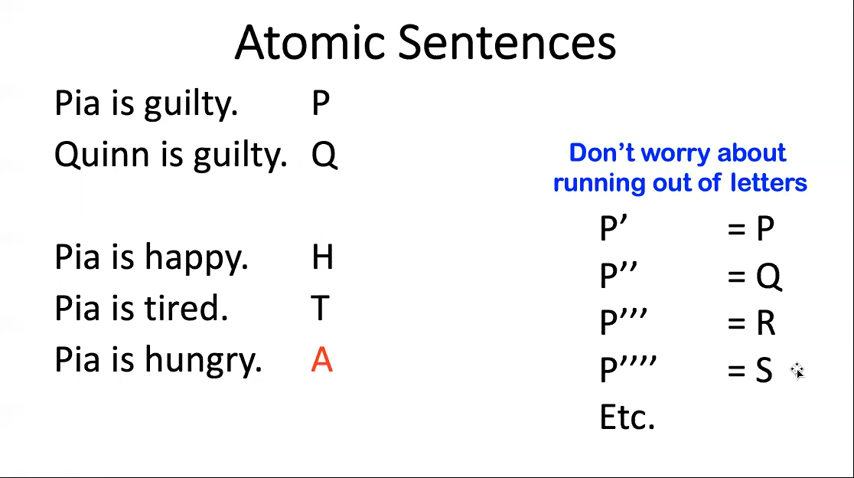 Atomic Sentences
Pia is guilty. P
Quinn is guilty. Q
Pia is happy. H
Pia is tired. T
Pia is hungry. A
Don’t worry about
running out of letters
P’ = P
P’’ = Q
P’’’ = R
P’’’’ = S
Etc.